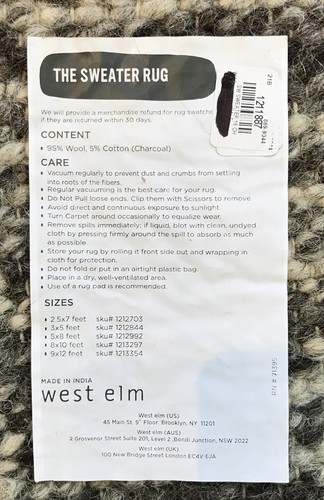 THE SWEATER RUG
We will provide a merchandise refund for rug swatche
if they are returned within 30 days.
CONTENT
• 95% Wool, 5% Cotton (Charcoal)
CARE
• Vacuum regularly to prevent dust and crumbs from settling
into roots of the fibers.
• Regular vacuuming is the best care for your rug.
• Do Not Pull loose ends. Clip them with Scissors to remove
• Avoid direct and continuous exposure to sunlight.
• Turn Carpet around occasionally to equalize wear.
• Remove spills immediately; if liquid, blot with clean, undyed
cloth by pressing firmly around the spill to absorb as much
as possible
• Store your rug by rolling it front side out and wrapping in
cloth for protection.
• Do not fold or put in an airtight plastic bag.
• Place in a dry, well-ventilated area.
• Use of a rug pad is recommended.
SIZES
• 2.5x7 feet sku# 1212703
• 3x5 feet sku# 1212844
• 5x8 feet sku# 1212992
• 8x10 feet sku# 1213297
• 9x12 feet sku# 1213354
MADE IN INDIA
west elm
RN # 59315
West elm (US)
45 Main St. 9" Floor Brooklyn, NY 11201
West elm (AUS)
2 Grosvenor Street Suite 201, Level 2 ,Bondi Junction, NSW 2022
West elm (UK)
100 New Bridge Street London EC4V 6JA